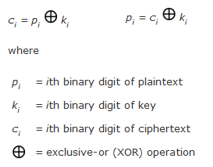 cᵢ = pᵢ ⊕ kᵢ    pᵢ = cᵢ ⊕ kᵢ
where
pᵢ = ith binary digit of plaintext
kᵢ = ith binary digit of key
cᵢ = ith binary digit of ciphertext
⊕ = exclusive-or (XOR) operation